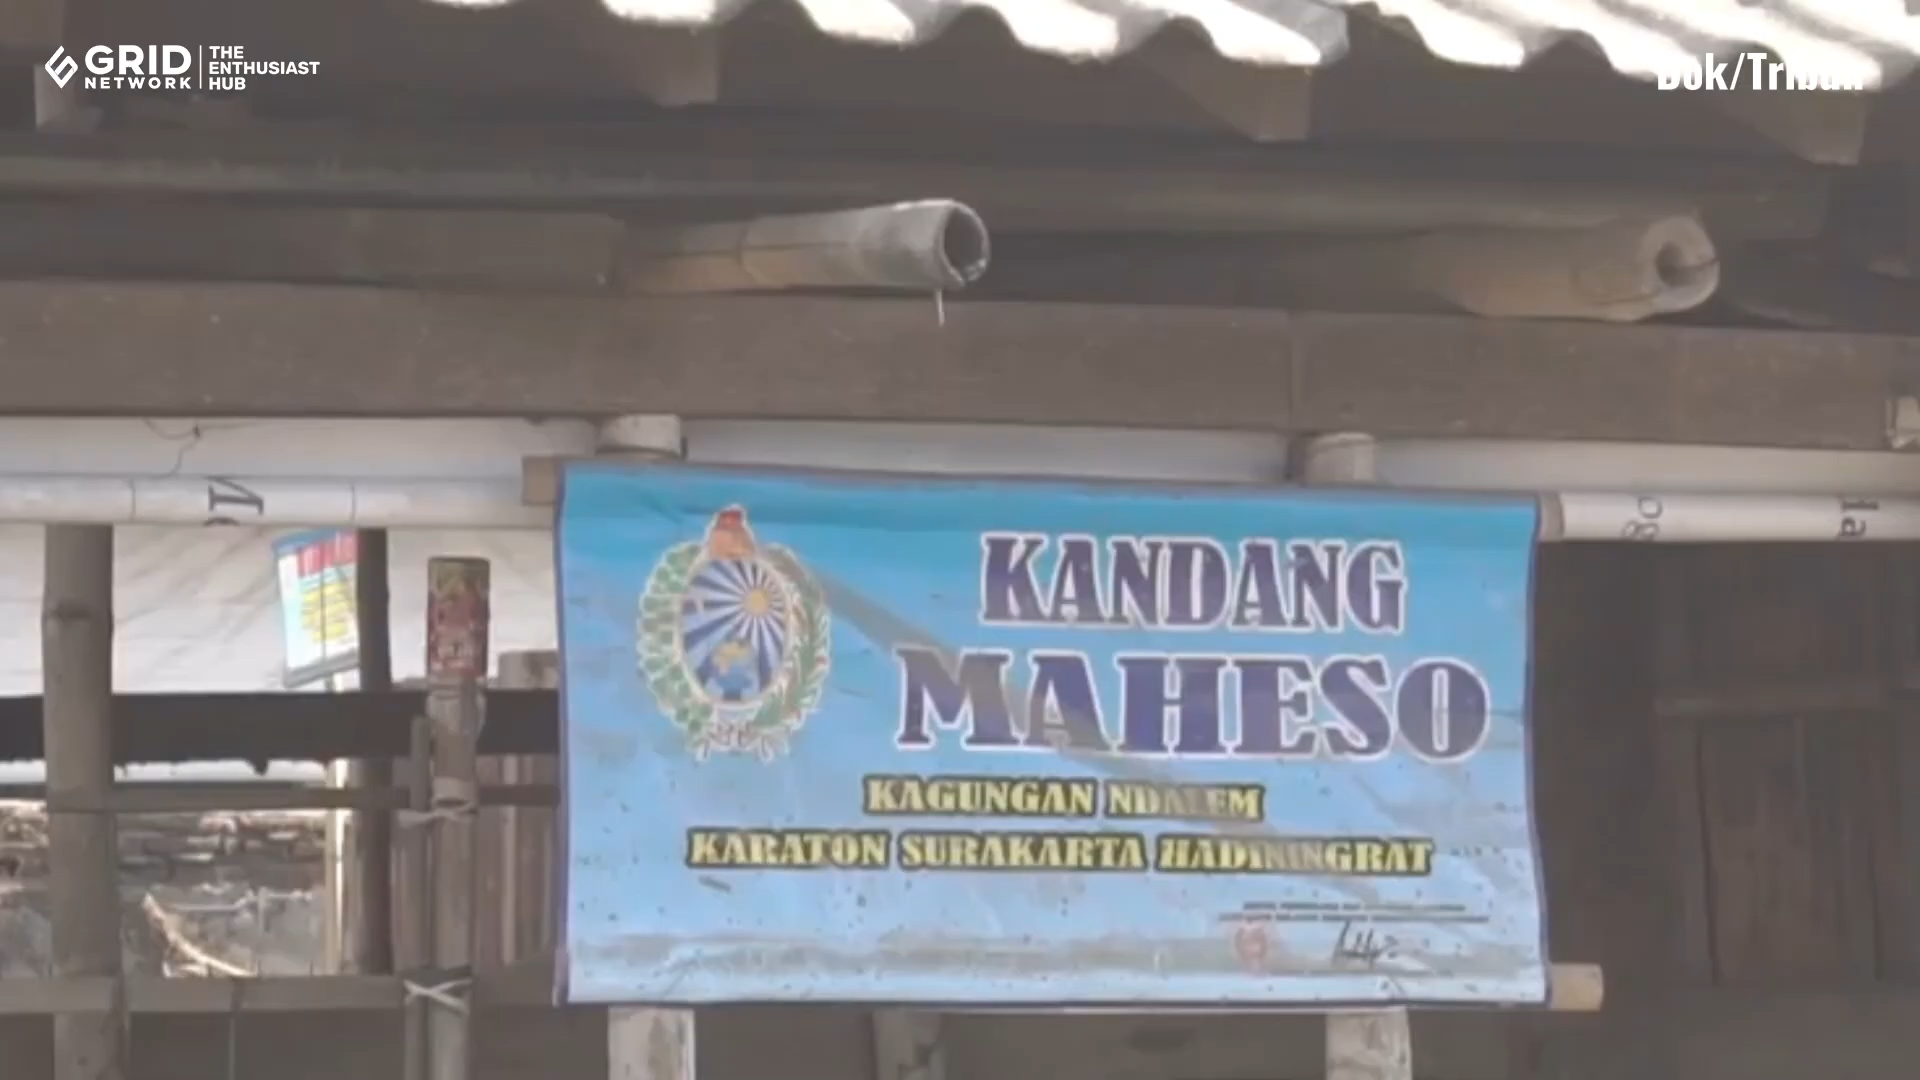 GRID
NETWORK
THE
ENTHUSIAST
HUB
Dok/Tribun
KANDANG
MAHESO
KAGUNGAN NDALEM
KARATON SURAKARTA HADININGRAT